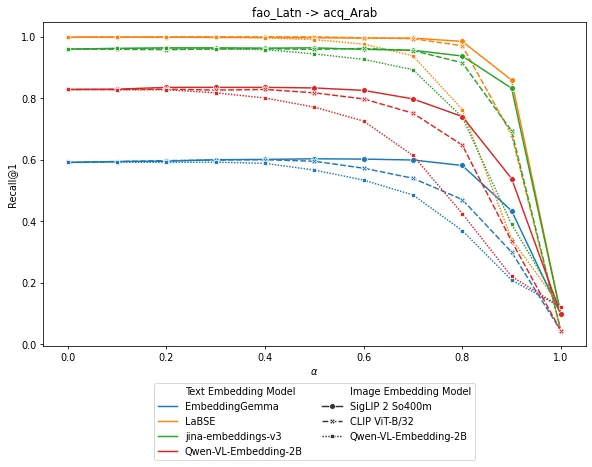 fao_Latn -> acq_Arab
1.0
0.8
0.6
0.4
0.2
0.0
Recall@1
0.0 0.2 0.4 0.6 0.8 1.0
α
Text Embedding Model
EmbeddingGemma
LaBSE
jina-embeddings-v3
Qwen-VL-Embedding-2B
Image Embedding Model
SigLIP 2 So400m
CLIP ViT-B/32
Qwen-VL-Embedding-2B